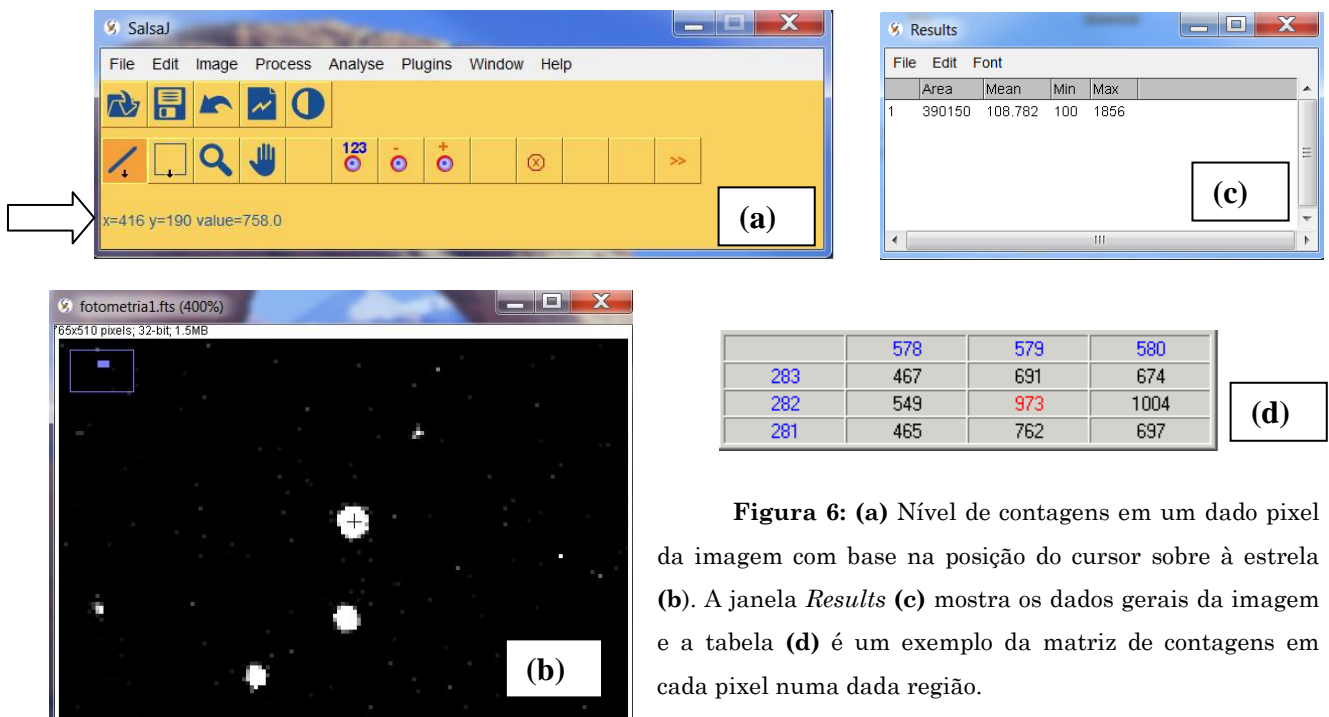 SalsaJ
File Edit Image Process Analyse Plugins Window Help
123 - +
>>
x=416 y=190 value=758.0
(a)
Results
File Edit Font
Area Mean Min Max
1 390150 108.782 100 1856
(c)
fotometria1.fts (400%)
65x510 pixels; 32-bit; 1.5MB
(b)
578 579 580
283 467 691 674
282 549 973 1004
281 465 762 697
(d)
Figura 6: (a) Nível de contagens em um dado pixel
da imagem com base na posição do cursor sobre à estrela
(b). A janela Results (c) mostra os dados gerais da imagem
e a tabela (d) é um exemplo da matriz de contagens em
cada pixel numa dada região.